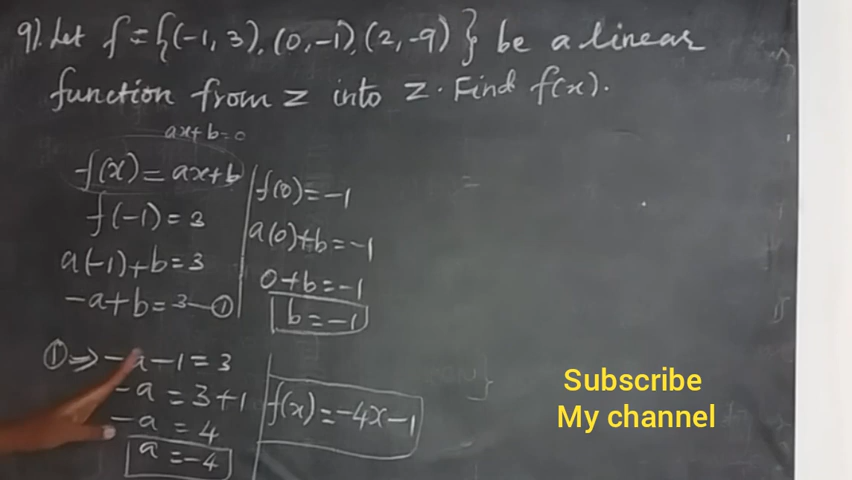 9). Let f = {(-1, 3), (0, -1), (2, -9)} be a linear
function from Z into Z. Find f(x).
ax+b=0
f(x) = ax+b
f(-1) = 3
a(-1)+b = 3
-a+b = 3 — ①
f(0) = -1
a(0)+b = -1
0+b = -1
b = -1
① ⇒ -a-1 = 3
-a = 3+1
-a = 4
a = -4
f(x) = -4x-1
Subscribe
My channel